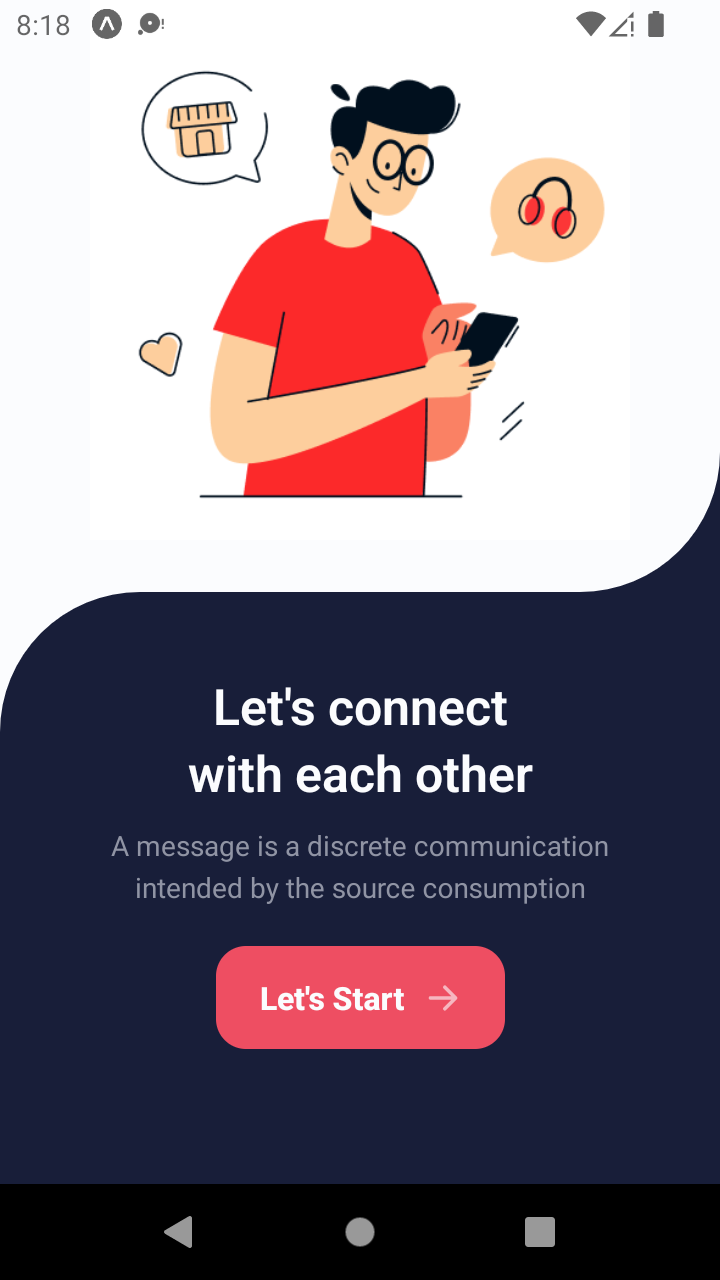 8:18
Let's connect
with each other
A message is a discrete communication
intended by the source consumption
Let's Start